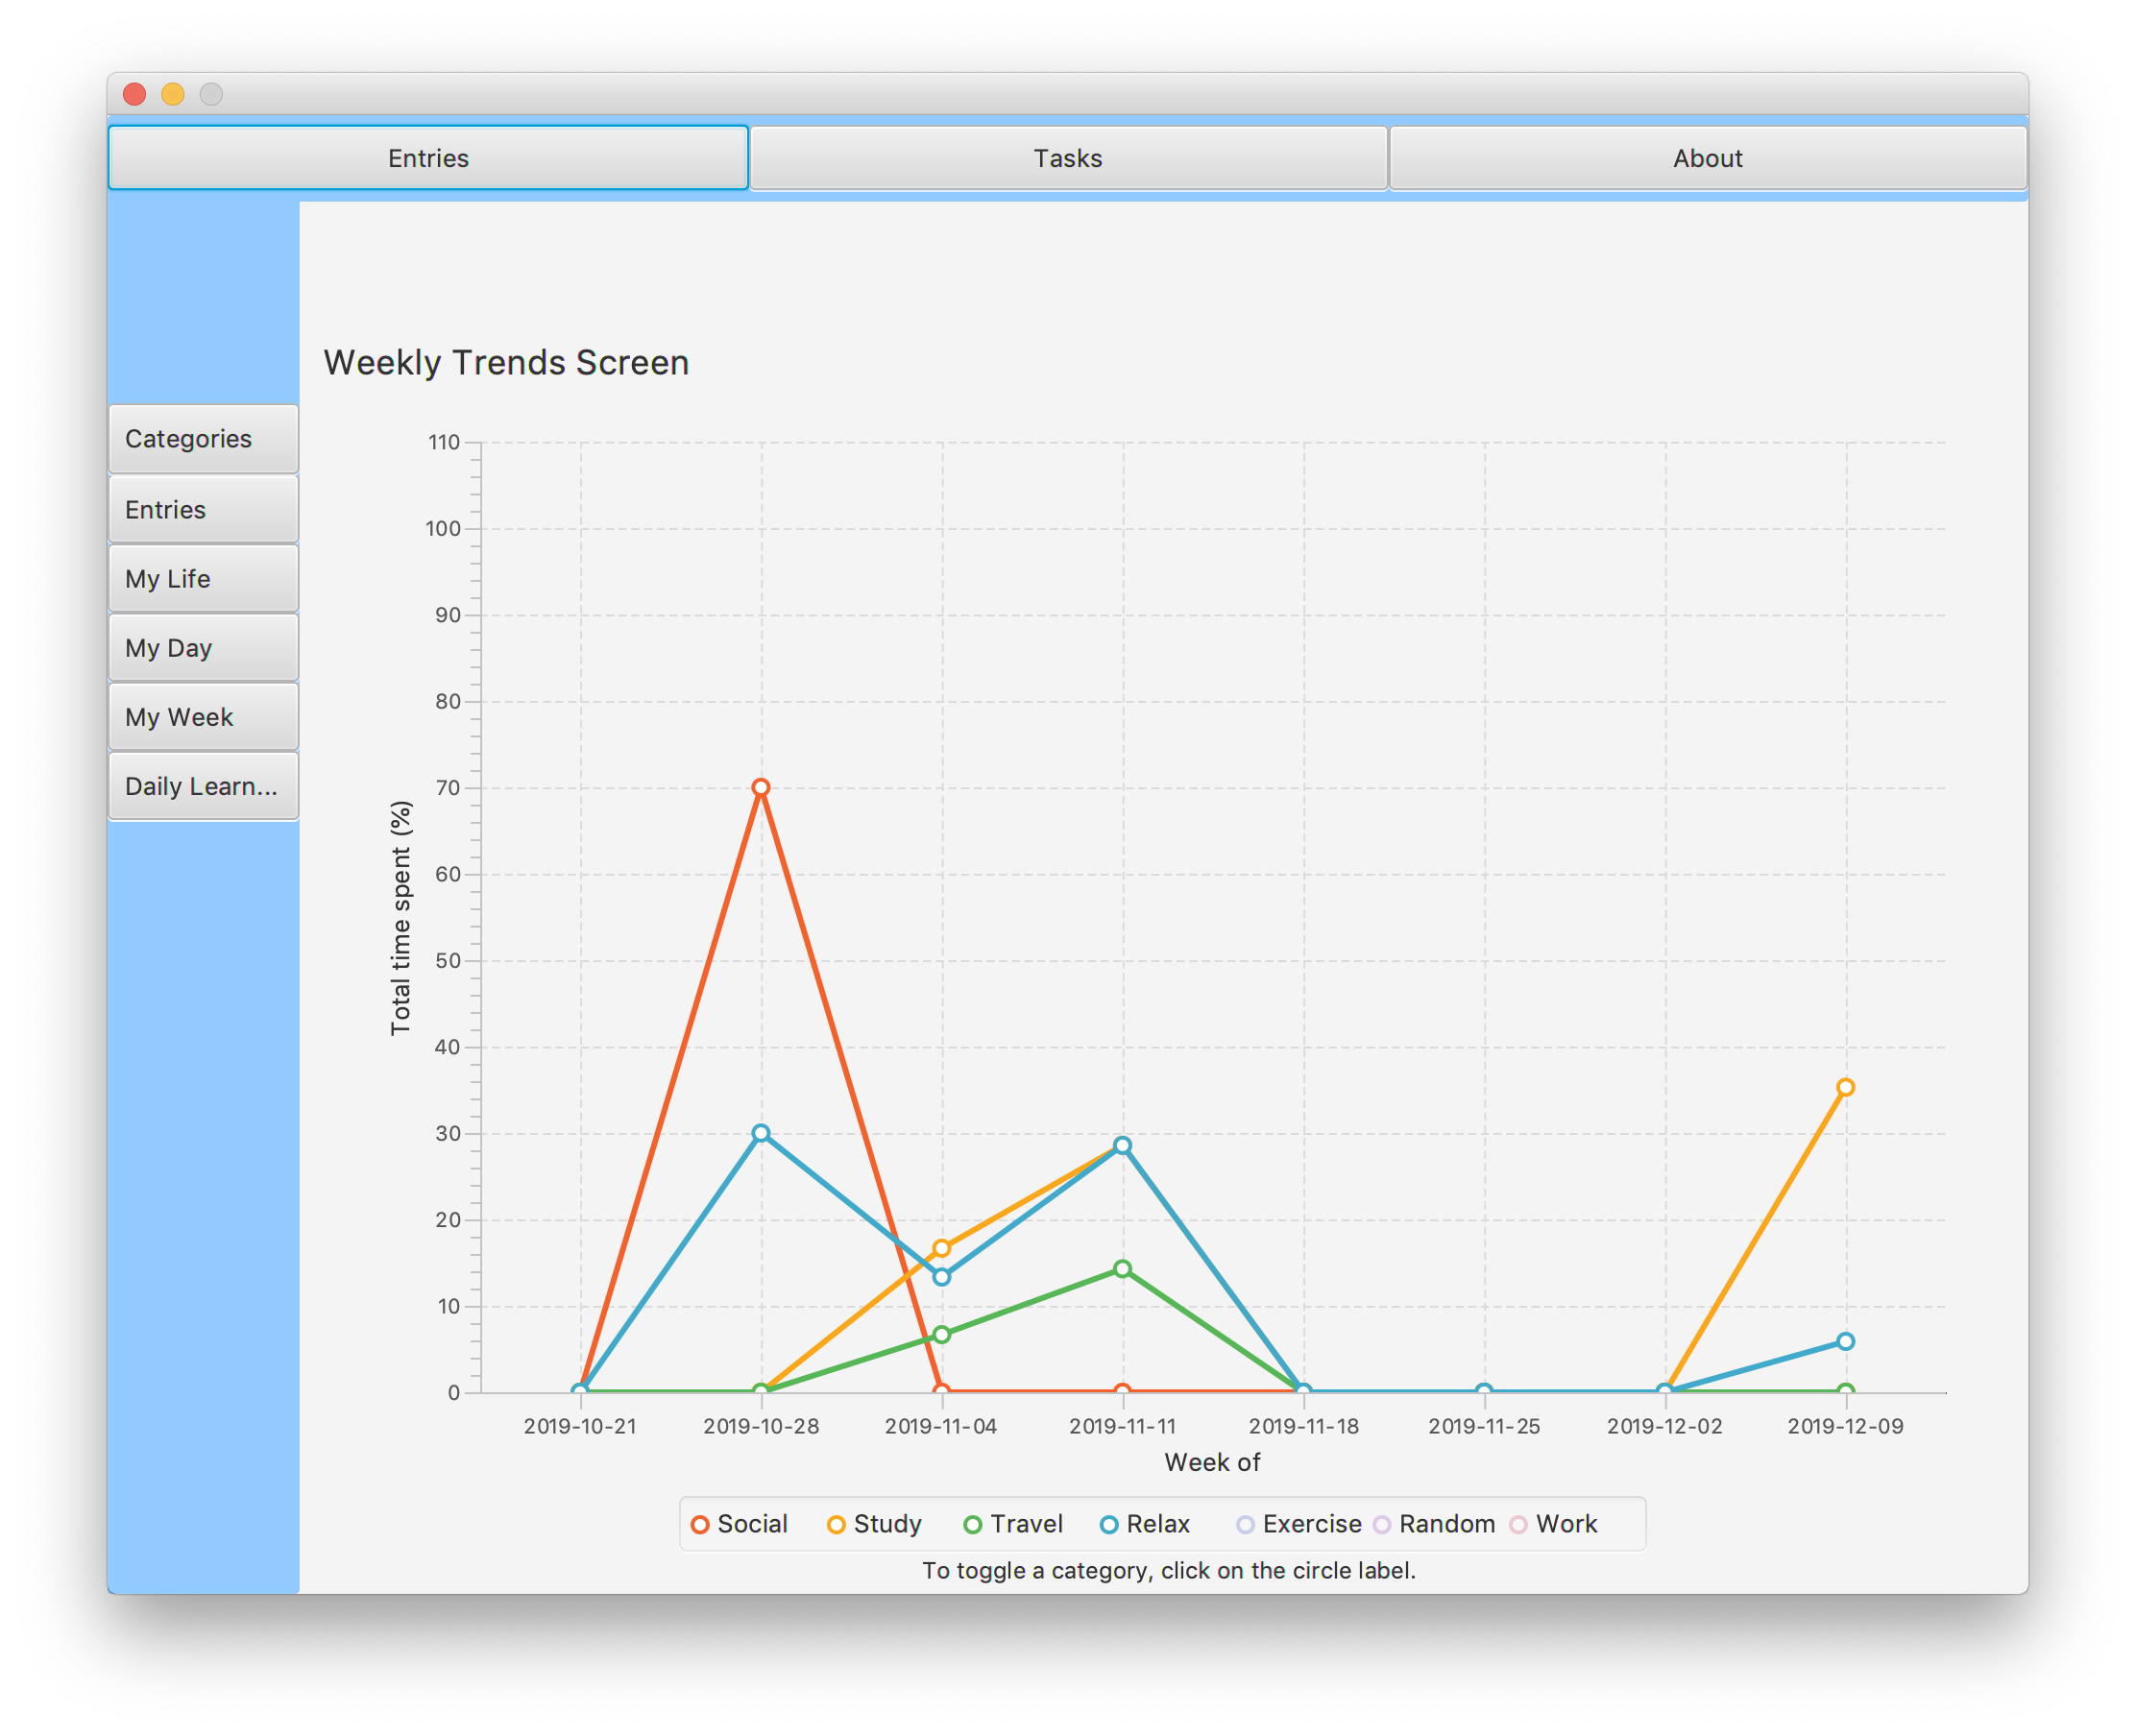 Entries Tasks About
Weekly Trends Screen
Categories
Entries
My Life
My Day
My Week
Daily Learn...
Total time spent (%)
110
100
90
80
70
60
50
40
30
20
10
0
2019-10-21 2019-10-28 2019-11-04 2019-11-11 2019-11-18 2019-11-25 2019-12-02 2019-12-09
Week of
Social Study Travel Relax Exercise Random Work
To toggle a category, click on the circle label.